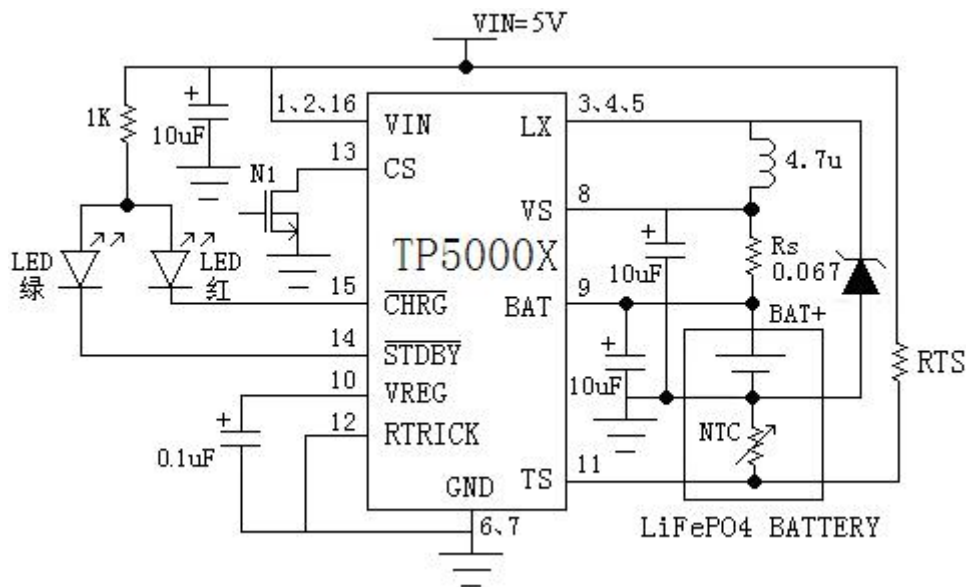 VIN=5V
1K
10uF
1、2、16
VIN
3、4、5
LX
4.7u
13
CS
N1
8
VS
TP5000X
Rs
0.067
10uF
LED
绿
LED
红
15
CHRG
9
BAT
BAT+
14
STDBY
10uF
RTS
10
VREG
12
RTRICK
0.1uF
NTC
11
TS
GND
6、7
LiFePO4 BATTERY